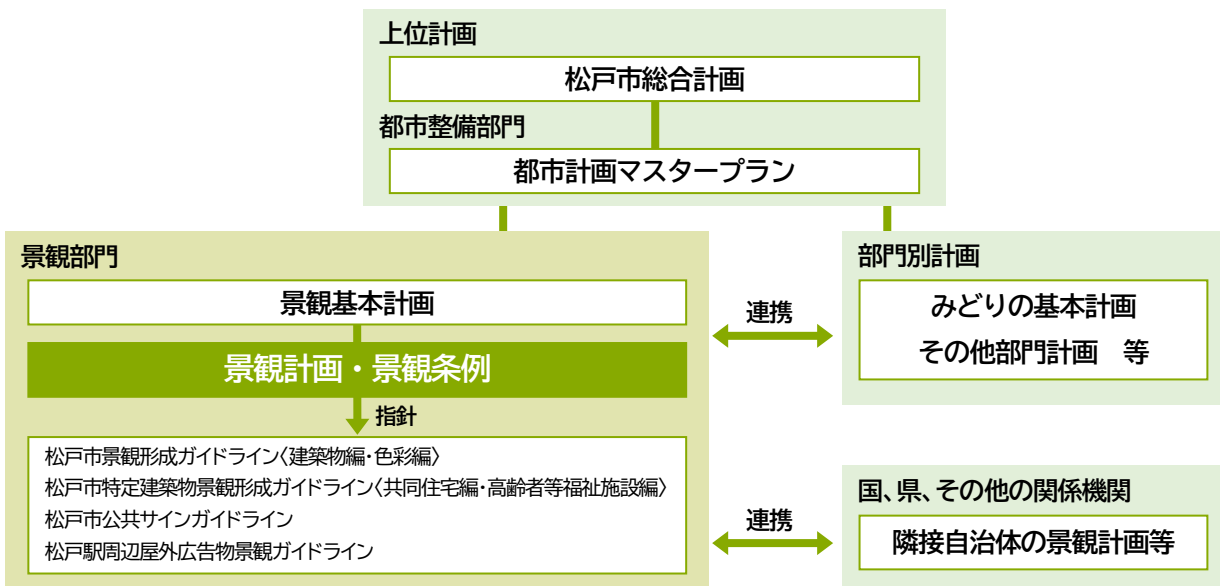 上位計画
松戸市総合計画
都市整備部門
都市計画マスタープラン
景観部門
景観基本計画
景観計画・景観条例
指針
松戸市景観形成ガイドライン〈建築物編・色彩編〉
松戸市特定建築物景観形成ガイドライン〈共同住宅編・高齢者等福祉施設編〉
松戸市公共サインガイドライン
松戸駅周辺屋外広告物景観ガイドライン
連携
部門別計画
みどりの基本計画
その他部門計　等
連携
国、県、その他の関係機関
隣接自治体の景観計画等